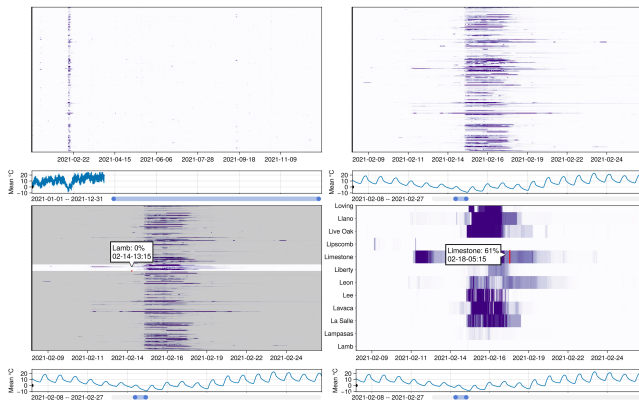 2021-02-22 2021-04-15 2021-06-06 2021-07-28 2021-09-18 2021-11-09
Mean °C
20
10
0
2021-01-01 -- 2021-12-31
2021-02-09 2021-02-11 2021-02-14 2021-02-16 2021-02-19 2021-02-22 2021-02-24
Mean °C
20
10
0
2021-02-08 -- 2021-02-27
Lamb: 0%
02-14-13:15
2021-02-09 2021-02-11 2021-02-14 2021-02-16 2021-02-19 2021-02-22 2021-02-24
Mean °C
20
10
0
2021-02-08 -- 2021-02-27
Loving
Llano
Live Oak
Lipscomb
Limestone
Liberty
Leon
Lee
Lavaca
La Salle
Lampasas
Lamb
Limestone: 61%
02-18-05:15
2021-02-09 2021-02-11 2021-02-14 2021-02-16 2021-02-19 2021-02-22 2021-02-24
Mean °C
20
10
0
2021-02-08 -- 2021-02-27